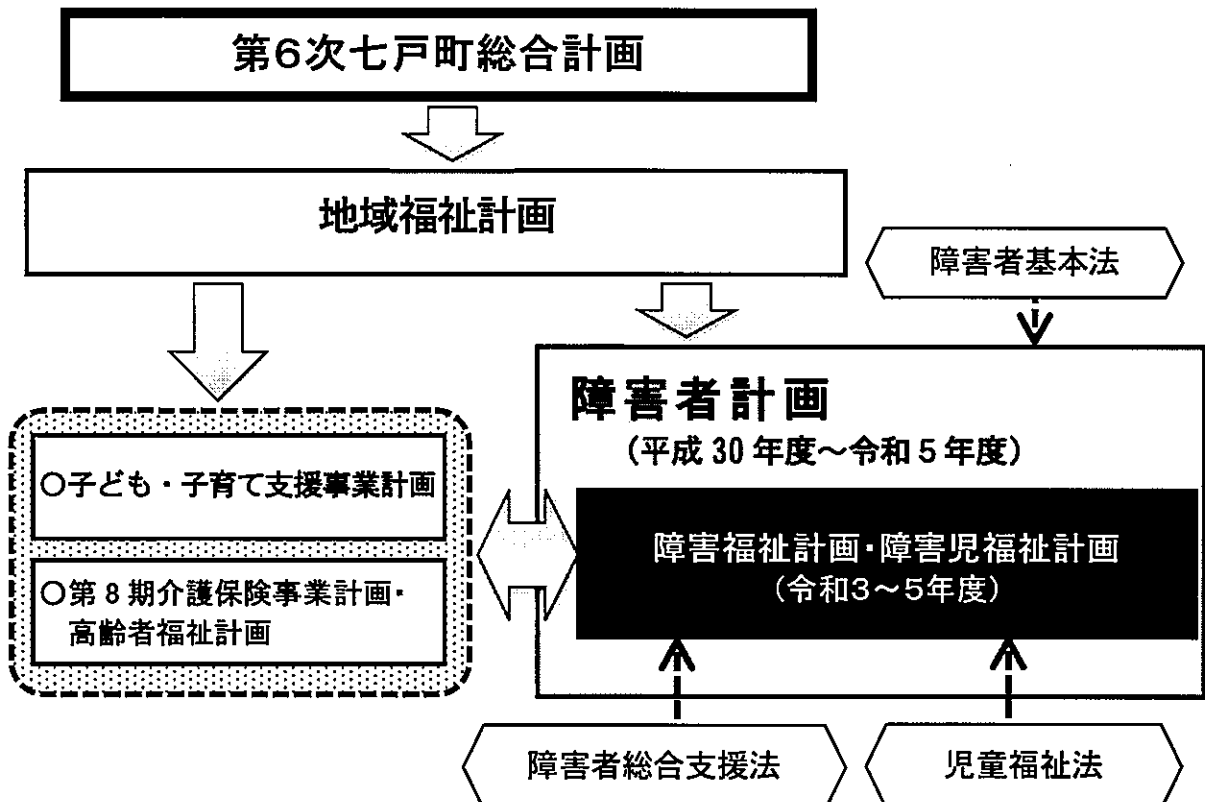 第6次七戸町総合計画
地域福祉計画
障害者基本法
障害者計画
（平成30年度～令和5年度）
○子ども・子育て支援事業計画
障害福祉計画・障害児福祉計画
（令和3～5年度）
○第8期介護保険事業計画・
高齢者福祉計画
障害者総合支援法
児童福祉法